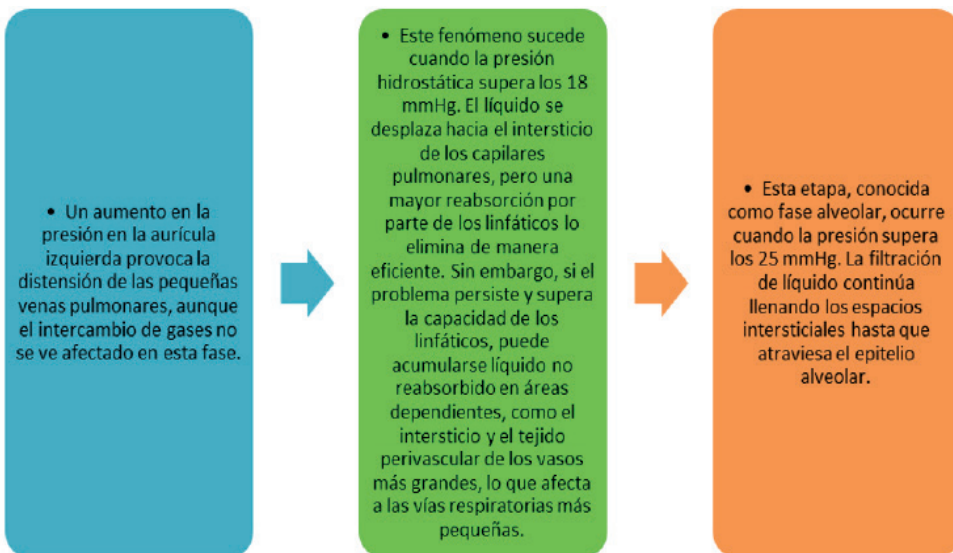 • Un aumento en la
presión en la aurícula
izquierda provoca la
distensión de las pequeñas
venas pulmonares, aunque
el intercambio de gases no
se ve afectado en esta fase.
• Este fenómeno sucede
cuando la presión
hidrostática supera los 18
mmHg. El líquido se
desplaza hacia el intersticio
de los capilares
pulmonares, pero una
mayor reabsorción por
parte de los linfáticos lo
elimina de manera
eficiente. Sin embargo, si el
problema persiste y supera
la capacidad de los
linfáticos, puede
acumularse líquido no
reabsorbido en áreas
dependientes, como el
intersticio y el tejido
perivascular de los vasos
más grandes, lo que afecta
a las vías respiratorias más
pequeñas.
• Esta etapa, conocida
como fase alveolar, ocurre
cuando la presión supera
los 25 mmHg. La filtración
de líquido continúa
llenando los espacios
intersticiales hasta que
atraviesa el epitelio
alveolar.